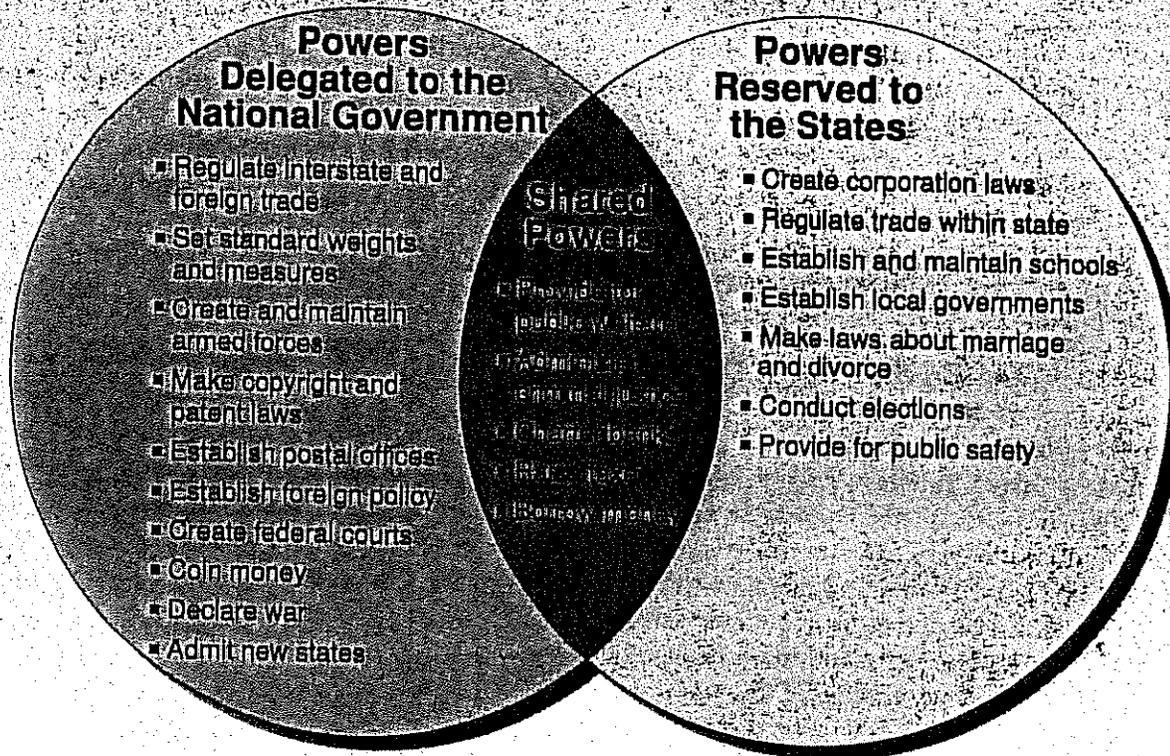 Powers
Delegated to the
National Government
▪ Regulate interstate and
foreign trade
▪ Set standard weights
and measures
▪ Create and maintain
armed forces
▪ Make copyright and
patent laws
▪ Establish postal offices
▪ Establish foreign policy
▪ Create federal courts
▪ Coin money
▪ Declare war
▪ Admit new states
Shared
Powers
▪ Borrow money
Powers
Reserved to
the States
▪ Create corporation laws
▪ Regulate trade within state
▪ Establish and maintain schools
▪ Establish local governments
▪ Make laws about marriage
and divorce
▪ Conduct elections
▪ Provide for public safety